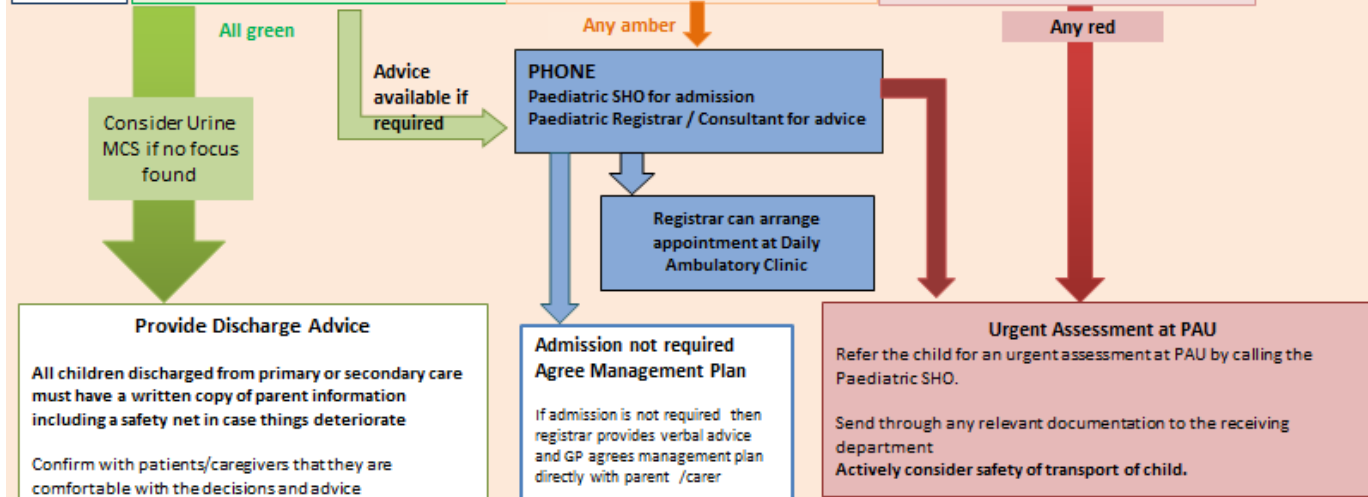 All green
Any amber
Any red
Advice
available if
required
PHONE
Paediatric SHO for admission
Paediatric Registrar / Consultant for advice
Consider Urine
MCS if no focus
found
Registrar can arrange
appointment at Daily
Ambulatory Clinic
Provide Discharge Advice
All children discharged from primary or secondary care
must have a written copy of parent information
including a safety net in case things deteriorate
Confirm with patients/caregivers that they are
comfortable with the decisions and advice
Admission not required
Agree Management Plan
If admission is not required then
registrar provides verbal advice
and GP agrees management plan
directly with parent /carer
Urgent Assessment at PAU
Refer the child for an urgent assessment at PAU by calling the
Paediatric SHO.
Send through any relevant documentation to the receiving
department
Actively consider safety of transport of child.